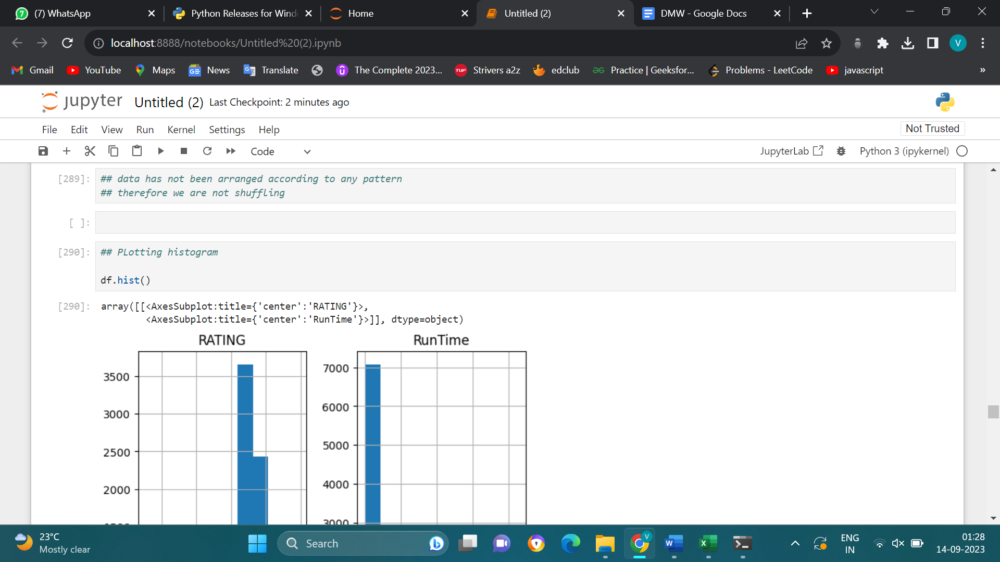 (7) WhatsApp
Python Releases for Wind
Home
Untitled (2)
DMW - Google Docs
localhost:8888/notebooks/Untitled%20(2).ipynb
V
Gmail
YouTube
Maps
News
Translate
The Complete 2023...
Strivers a2z
edclub
Practice | Geeksfor...
Problems - LeetCode
javascript
»
jupyter Untitled (2) Last Checkpoint: 2 minutes ago
File Edit View Run Kernel Settings Help
Not Trusted
Code
JupyterLab
Python 3 (ipykernel)
[289]: ## data has not been arranged according to any pattern
## therefore we are not shuffling
[ ]:
[290]: ## PLotting histogram
df.hist()
[290]: array([[<AxesSubplot:title={'center':'RATING'}>,
<AxesSubplot:title={'center':'RunTime'}>]], dtype=object)
RATING
RunTime
3500
3000
2500
2000
7000
6000
5000
4000
3000
23°C
Mostly clear
Search
V
ENG
IN
01:28
14-09-2023